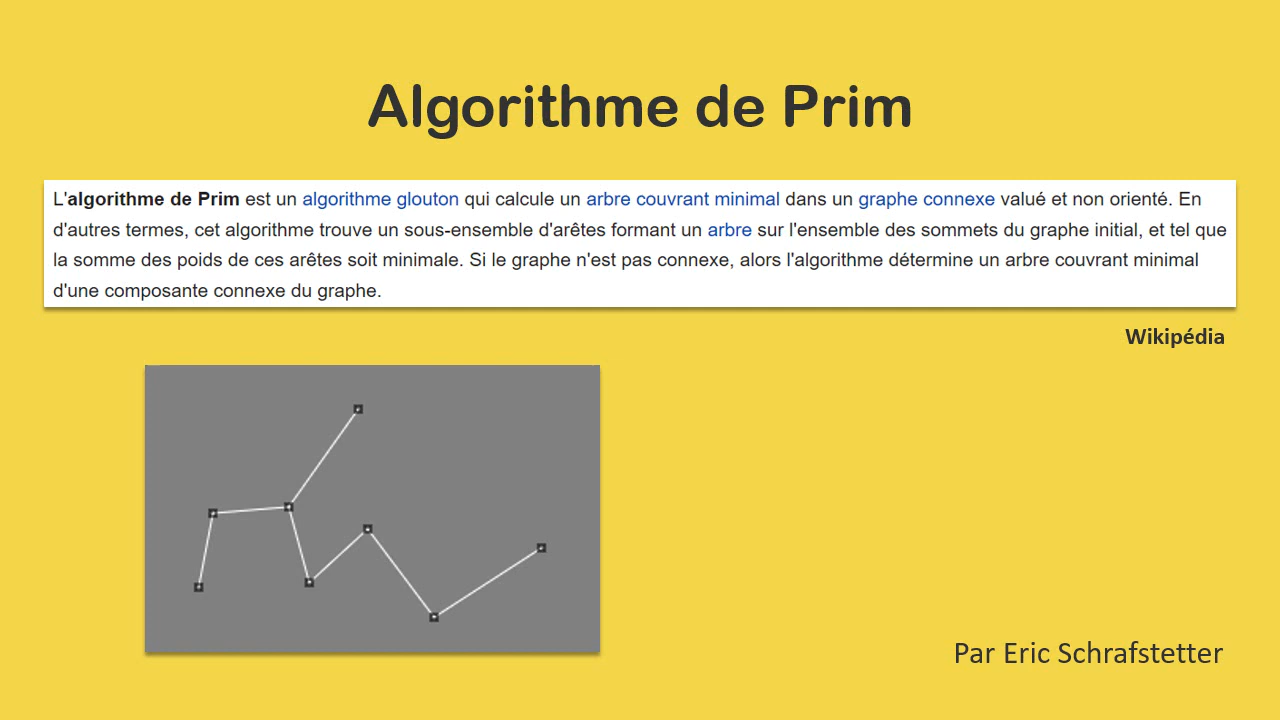 Algorithme de Prim
L'algorithme de Prim est un algorithme glouton qui calcule un arbre couvrant minimal dans un graphe connexe valué et non orienté. En
d'autres termes, cet algorithme trouve un sous-ensemble d'arêtes formant un arbre sur l'ensemble des sommets du graphe initial, et tel que
la somme des poids de ces arêtes soit minimale. Si le graphe n'est pas connexe, alors l'algorithme détermine un arbre couvrant minimal
d'une composante connexe du graphe.
Wikipédia
Par Eric Schrafstetter